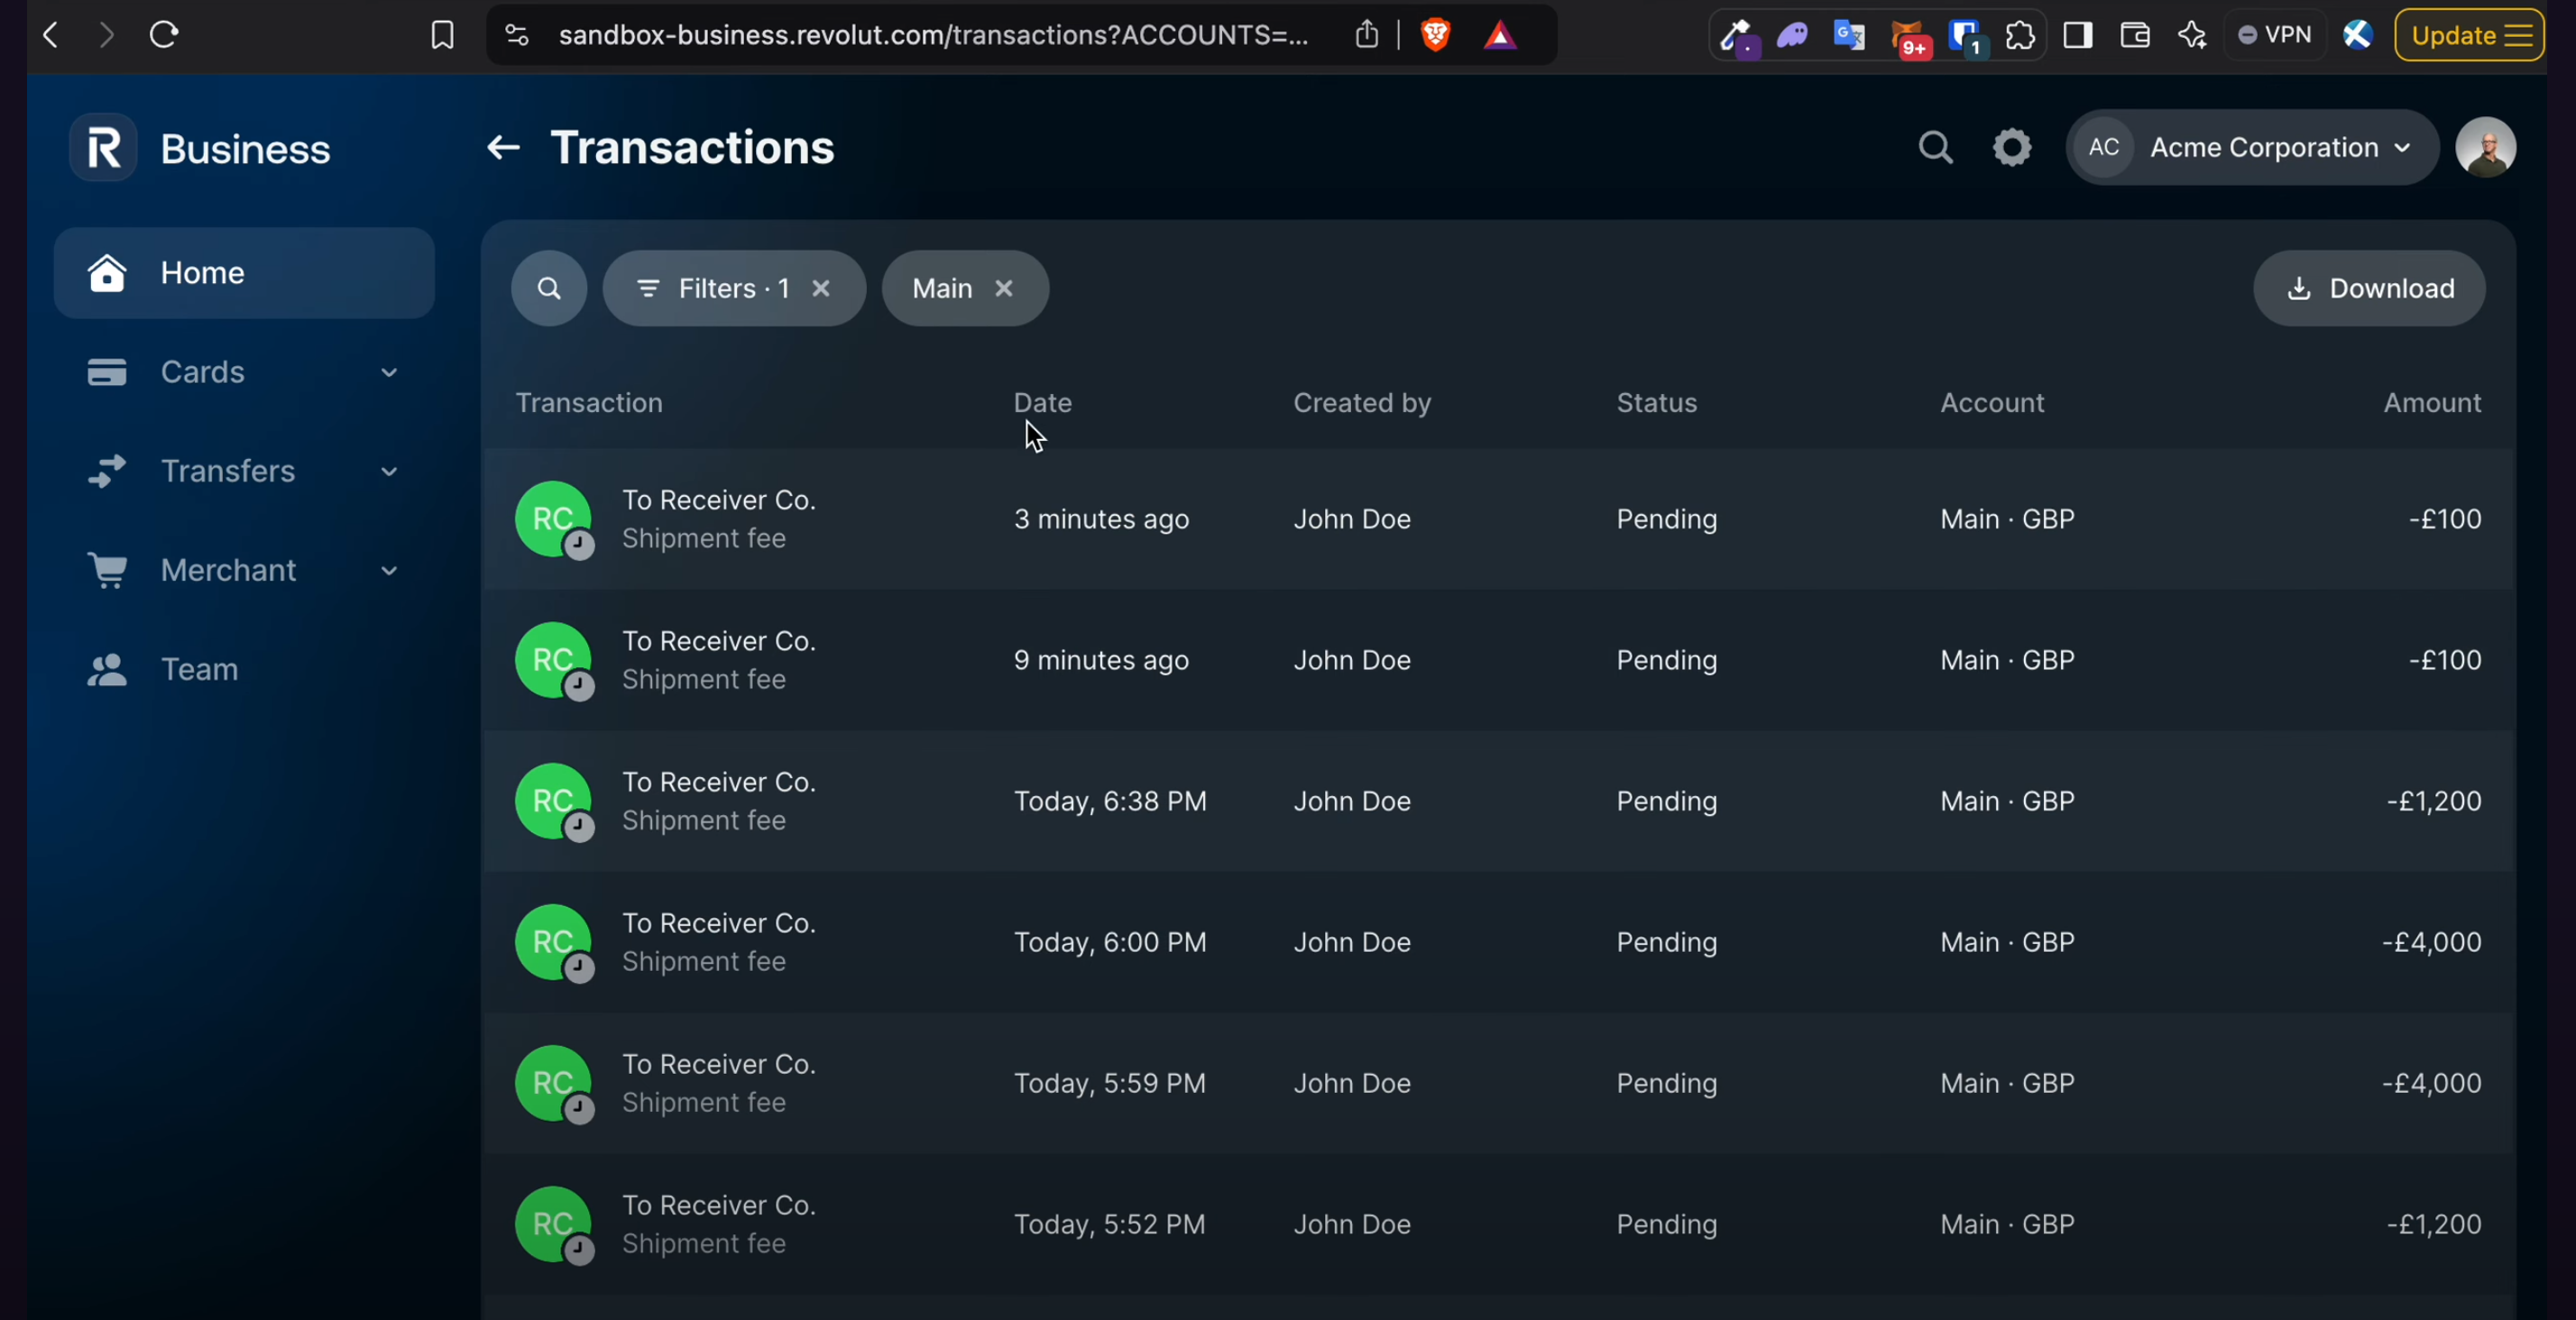 sandbox-business.revolut.com/transactions?ACCOUNTS=...
9+
1
VPN
Update
R Business
Transactions
AC Acme Corporation
Home
Cards
Transfers
Merchant
Team
Filters · 1
Main
Download
Transaction Date Created by Status Account Amount
RC To Receiver Co. 3 minutes ago John Doe Pending Main · GBP -£100
Shipment fee
RC To Receiver Co. 9 minutes ago John Doe Pending Main · GBP -£100
Shipment fee
RC To Receiver Co. Today, 6:38 PM John Doe Pending Main · GBP -£1,200
Shipment fee
RC To Receiver Co. Today, 6:00 PM John Doe Pending Main · GBP -£4,000
Shipment fee
RC To Receiver Co. Today, 5:59 PM John Doe Pending Main · GBP -£4,000
Shipment fee
RC To Receiver Co. Today, 5:52 PM John Doe Pending Main · GBP -£1,200
Shipment fee